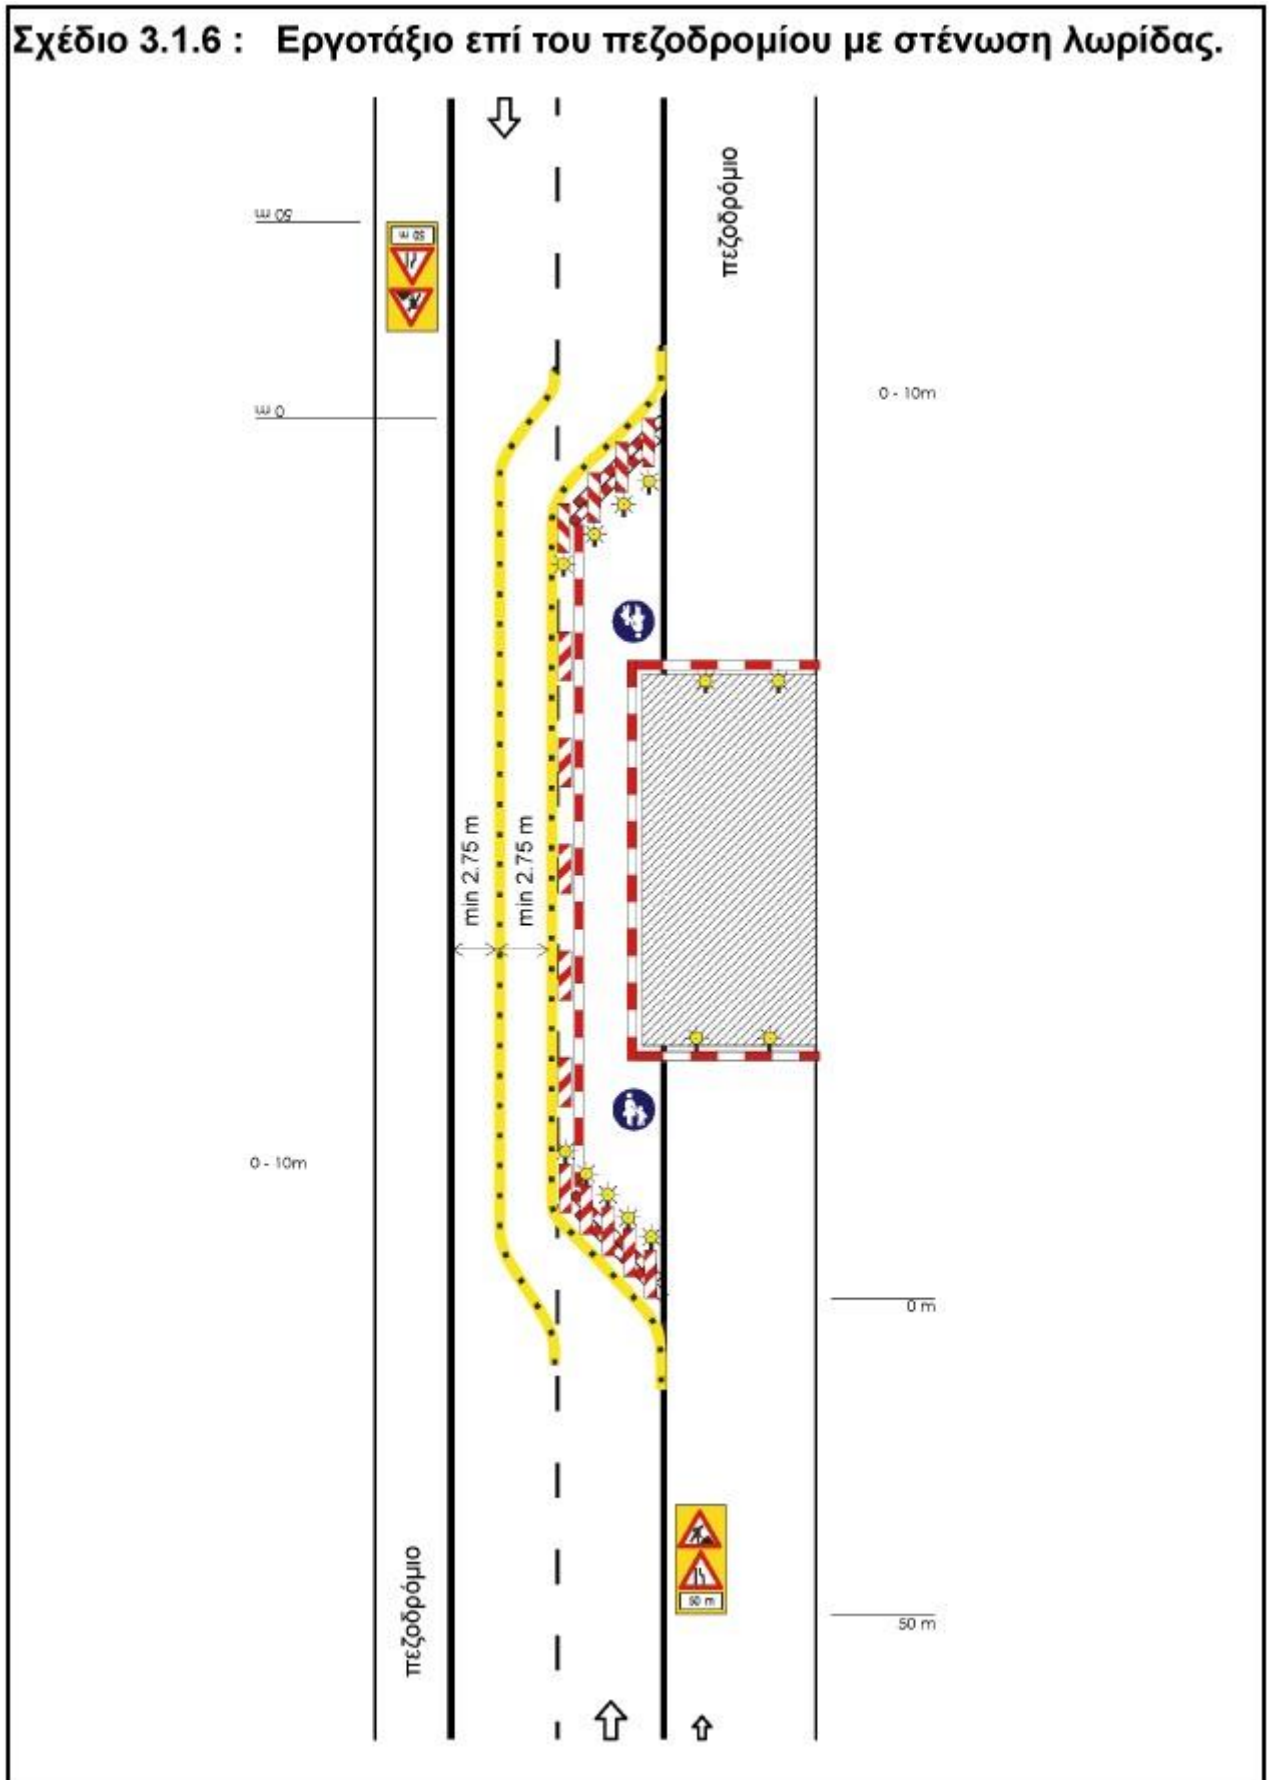 Σχέδιο 3.1.6 : Εργοτάξιο επί του πεζοδρομίου με στένωση λωρίδας.
πεζοδρόμιο
50 m
50 m
0 m
0 - 10m
min 2.75 m
min 2.75 m
0 - 10m
0 m
πεζοδρόμιο
50 m
50 m